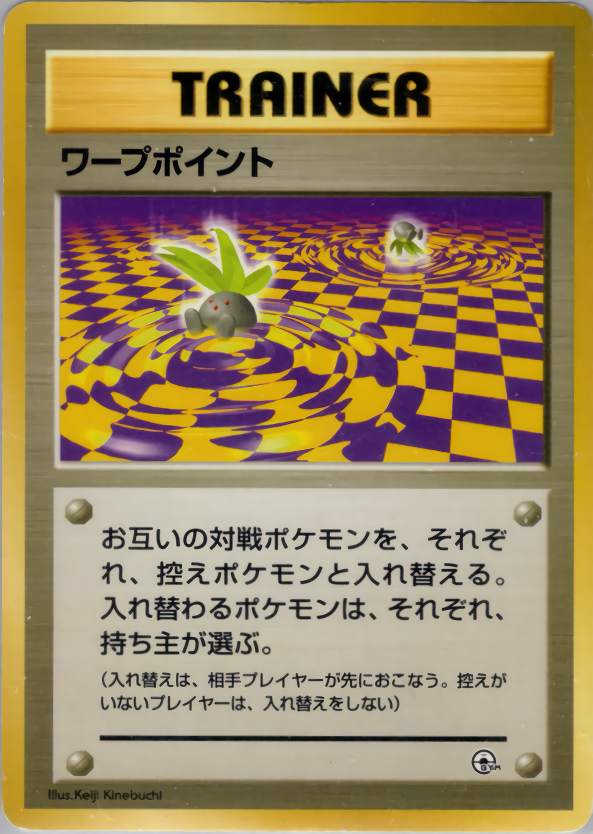 TRAINER
ワープポイント
お互いの対戦ポケモンを、それぞ
れ、控えポケモンと入れ替える。
入れ替わるポケモンは、それぞれ、
持ち主が選ぶ。
（入れ替えは、相手プレイヤーが先におこなう。控えが
いないプレイヤーは、入れ替えをしない）
GYM
Illus.Keiji Kinebuchi